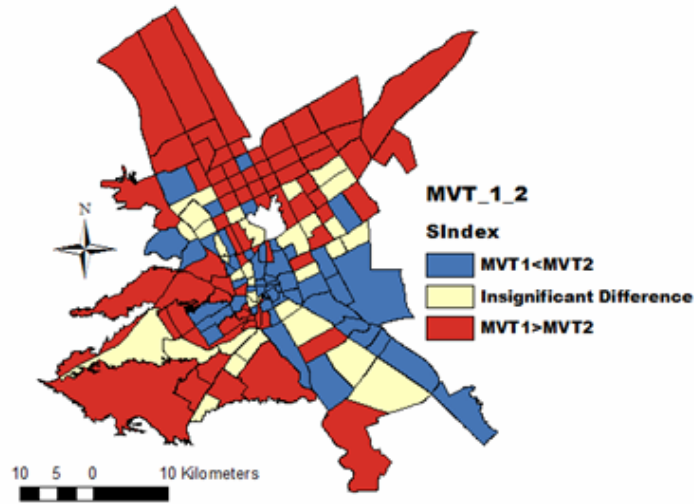 N
MVT_1_2
SIndex
MVT1<MVT2
Insignificant Difference
MVT1>MVT2
10 5 0 10 Kilometers